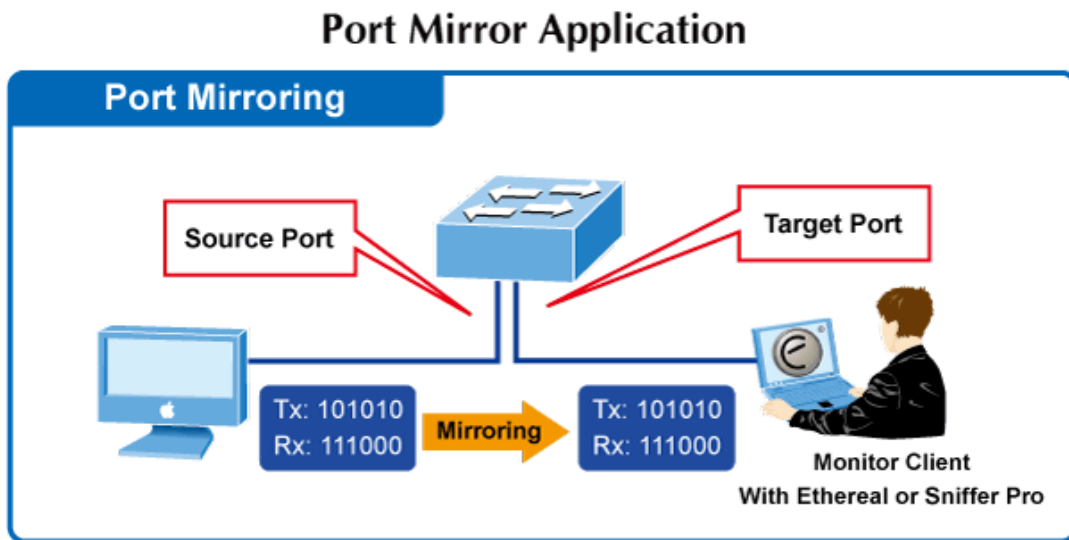 Port Mirror Application
Port Mirroring
Source Port
Target Port
Tx: 101010
Rx: 111000
Mirroring
Tx: 101010
Rx: 111000
Monitor Client
With Ethereal or Sniffer Pro